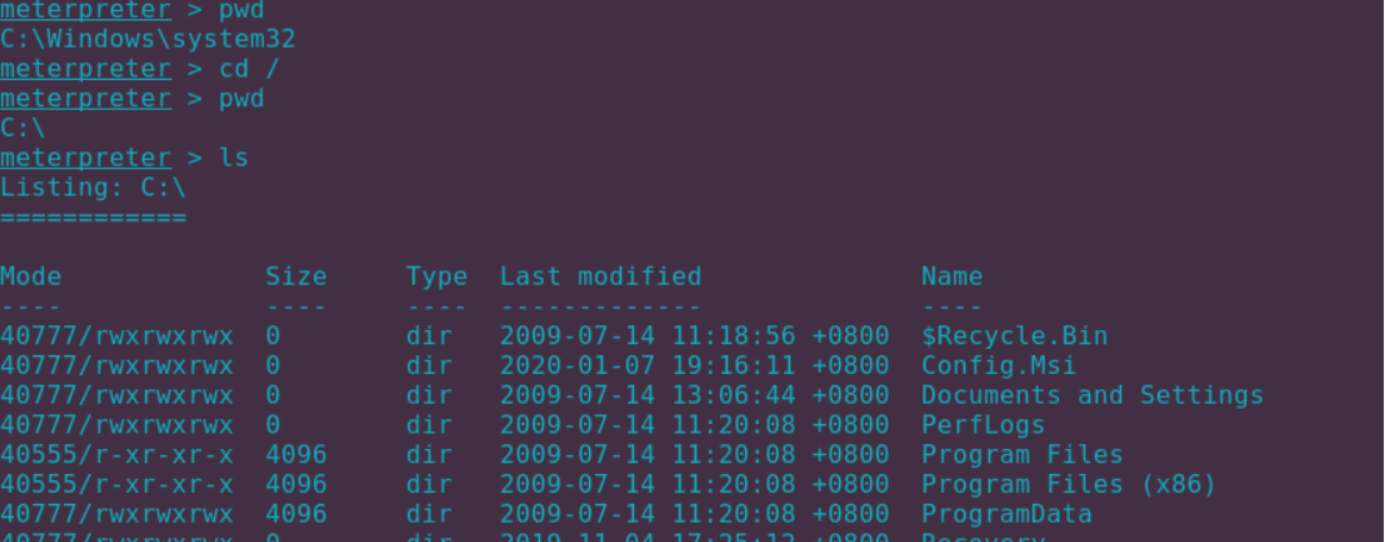 meterpreter > pwd
C:\Windows\system32
meterpreter > cd /
meterpreter > pwd
C:\
meterpreter > ls
Listing: C:\
============
Mode Size Type Last modified Name
---- ---- ---- ------------- ----
40777/rwxrwxrwx 0 dir 2009-07-14 11:18:56 +0800 $Recycle.Bin
40777/rwxrwxrwx 0 dir 2020-01-07 19:16:11 +0800 Config.Msi
40777/rwxrwxrwx 0 dir 2009-07-14 13:06:44 +0800 Documents and Settings
40777/rwxrwxrwx 0 dir 2009-07-14 11:20:08 +0800 PerfLogs
40555/r-xr-xr-x 4096 dir 2009-07-14 11:20:08 +0800 Program Files
40555/r-xr-xr-x 4096 dir 2009-07-14 11:20:08 +0800 Program Files (x86)
40777/rwxrwxrwx 4096 dir 2009-07-14 11:20:08 +0800 ProgramData
40777/rwxrwxrwx 0 dir +0800 Recovery